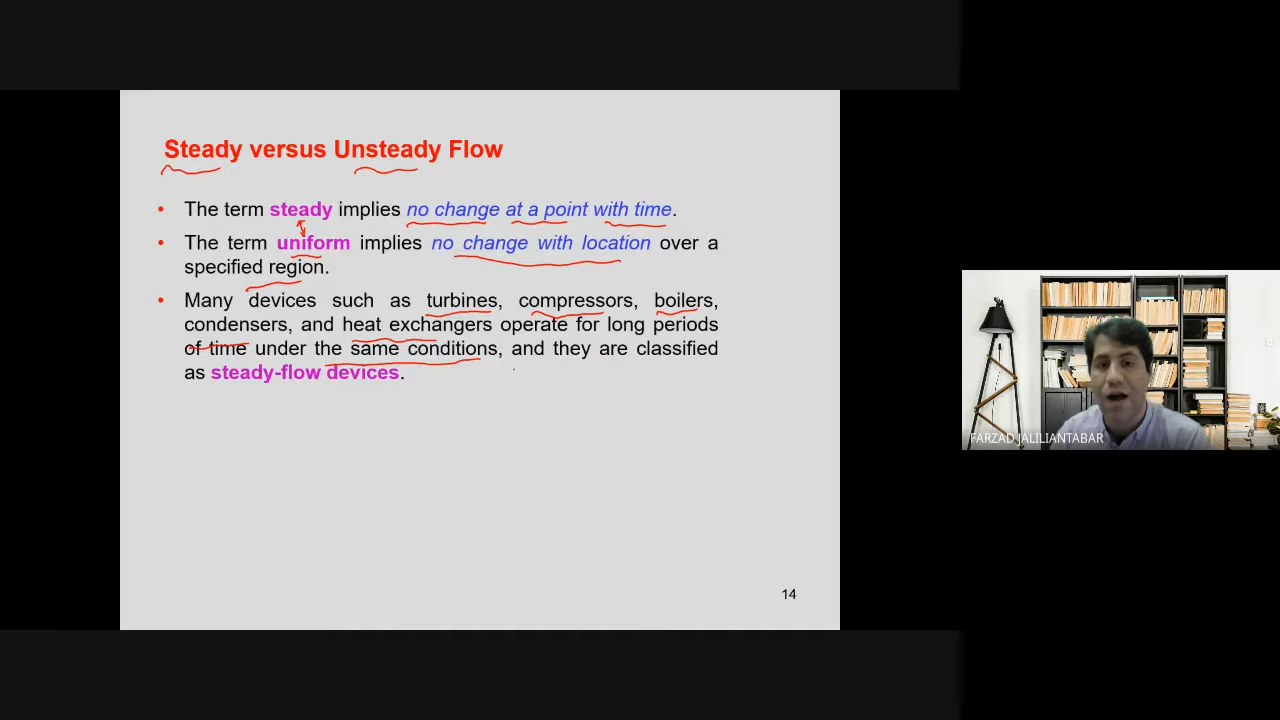 Steady versus Unsteady Flow
• The term steady implies no change at a point with time.
• The term uniform implies no change with location over a
specified region.
• Many devices such as turbines, compressors, boilers,
condensers, and heat exchangers operate for long periods
of time under the same conditions, and they are classified
as steady-flow devices.
14
FARZAD JALILIANTABAR